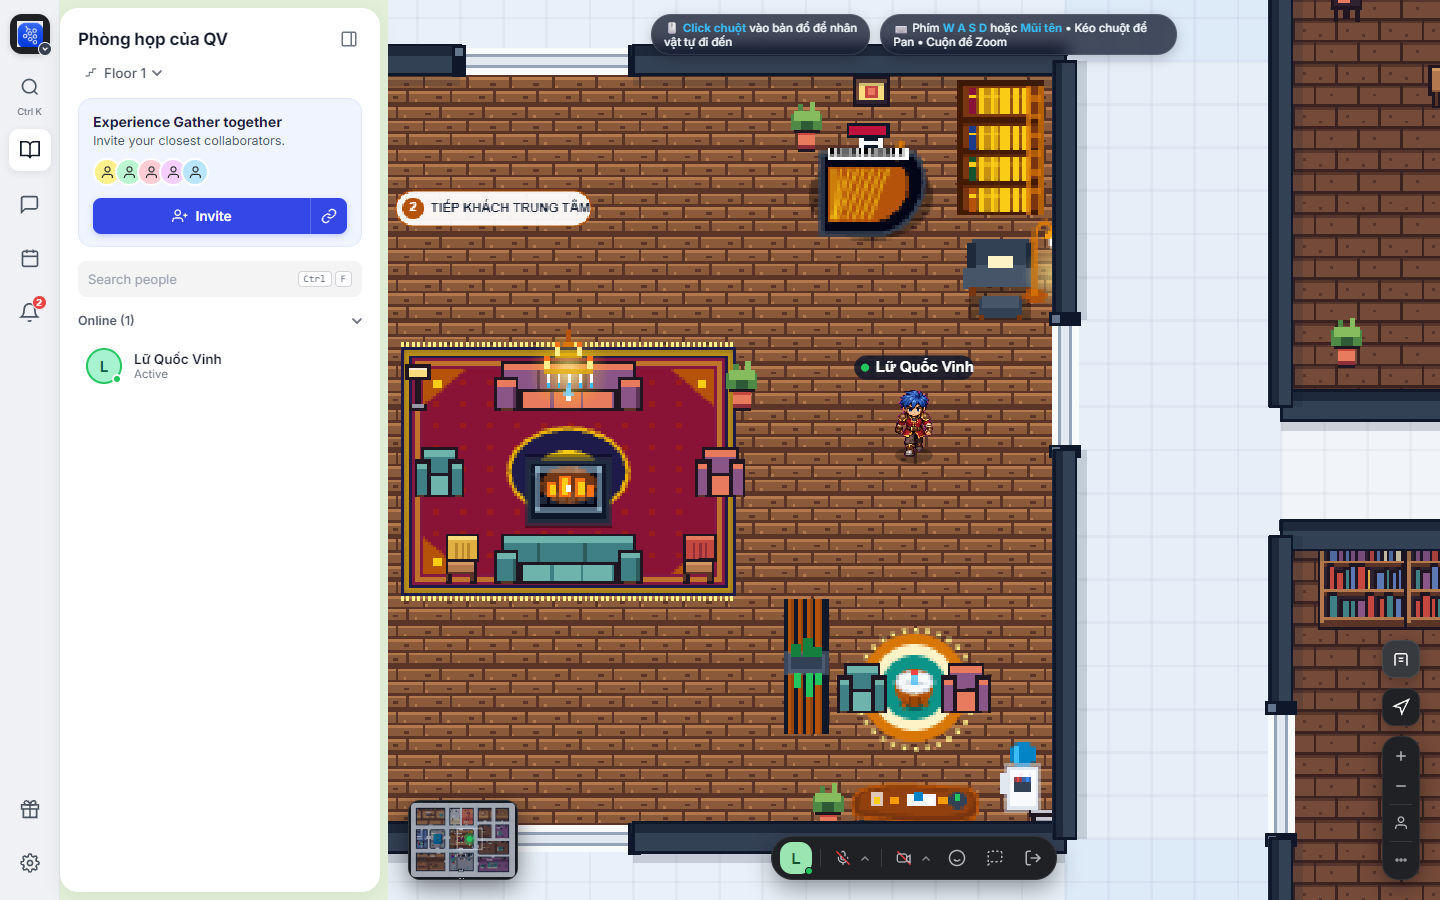 Phòng họp của QV
Floor 1
Ctrl K
Experience Gather together
Invite your closest collaborators.
Invite
Search people
Ctrl F
2
Online (1)
L
Lữ Quốc Vinh
Active
Click chuột vào bản đồ để nhân
vật tự đi đến
Phím W A S D hoặc Mũi tên • Kéo chuột để
Pan • Cuộn để Zoom
2 TIẾP KHÁCH TRUNG TÂM
Lữ Quốc Vinh
L